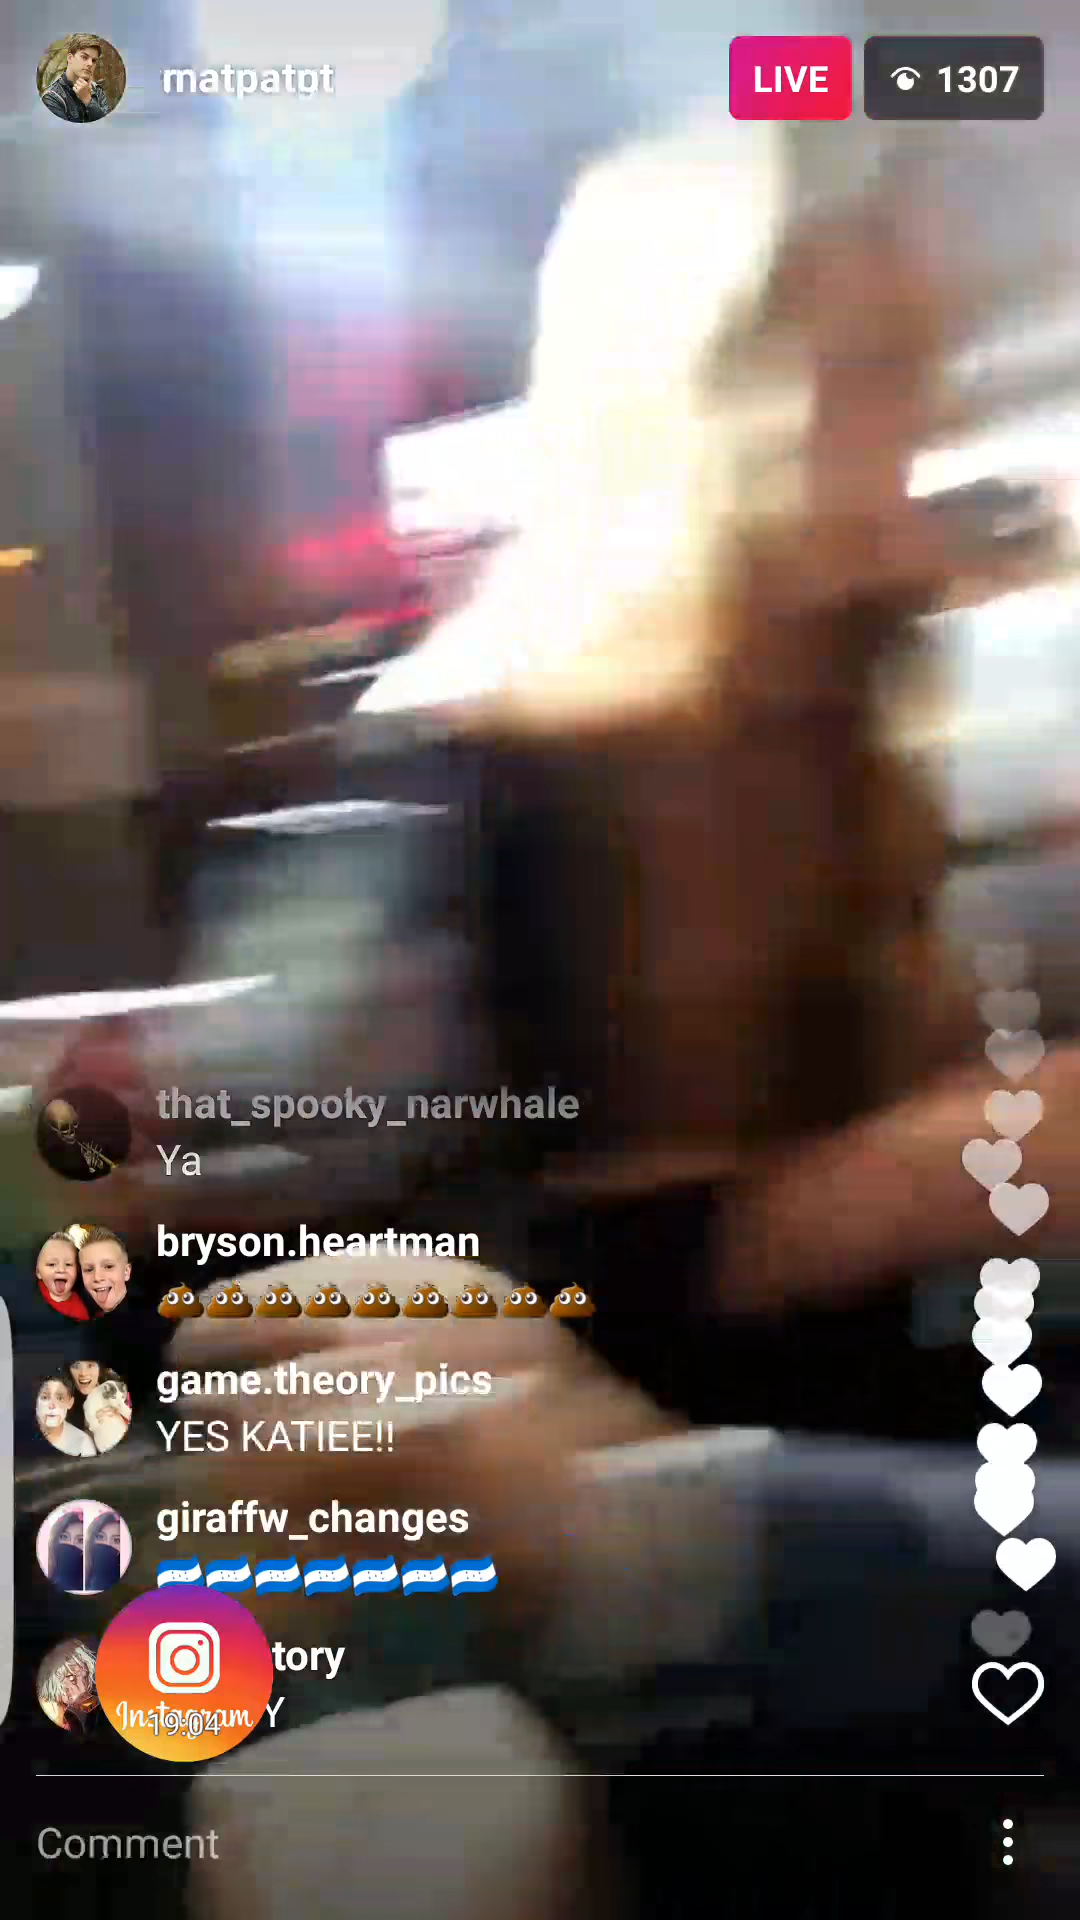 matpatgt
LIVE
1307
that_spooky_narwhale
Ya
bryson.heartman
💩💩💩💩💩💩💩💩💩
game.theory_pics
YES KATIEE!!
giraffw_changes
🇭🇳🇭🇳🇭🇳🇭🇳🇭🇳🇭🇳🇭🇳
tory
Y
Instagram
19:04
Comment